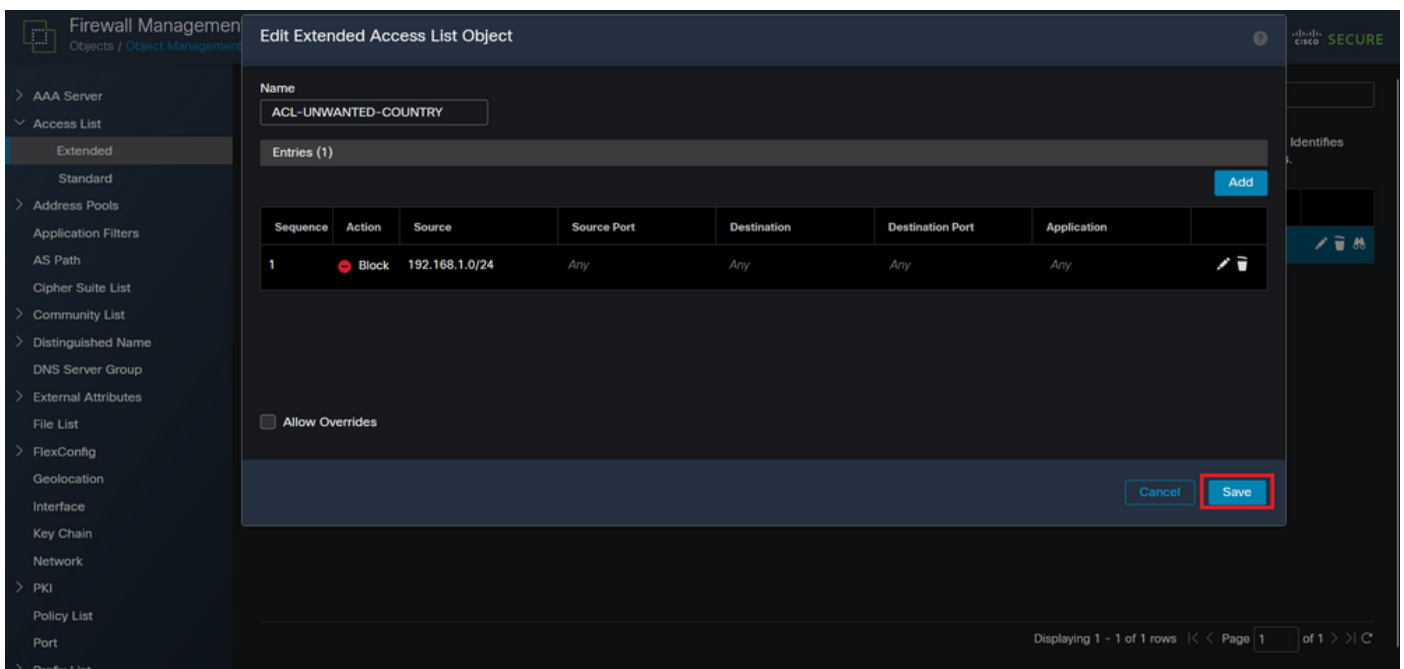 Firewall Managemen
Objects / Object Management
Edit Extended Access List Object
cisco SECURE
AAA Server
Access List
Extended
Standard
Address Pools
Application Filters
AS Path
Cipher Suite List
Community List
Distinguished Name
DNS Server Group
External Attributes
File List
FlexConfig
Geolocation
Interface
Key Chain
Network
PKI
Policy List
Port
Prefix List
Name
ACL-UNWANTED-COUNTRY
Entries (1)
Identifies
s.
Add
Sequence Action Source Source Port Destination Destination Port Application
1 Block 192.168.1.0/24 Any Any Any Any
Allow Overrides
Cancel Save
Displaying 1 - 1 of 1 rows |< < Page 1 of 1 > >| C